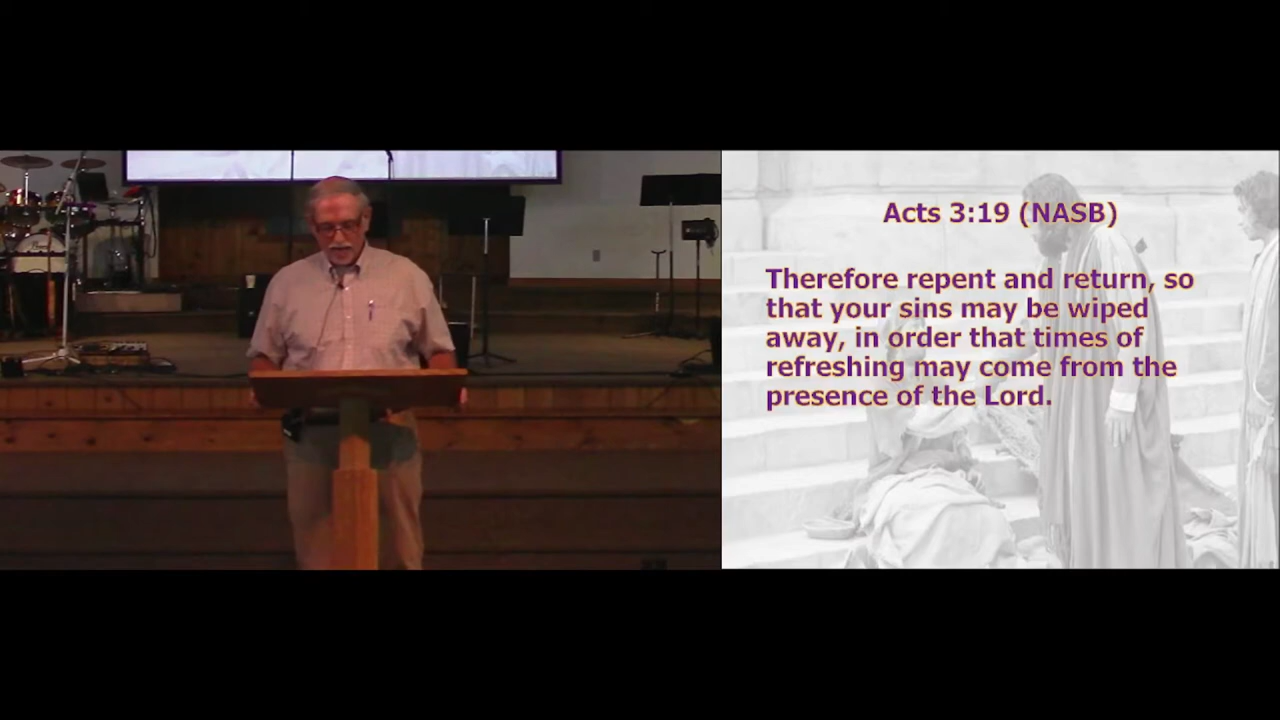 Acts 3:19 (NASB)
Therefore repent and return, so
that your sins may be wiped
away, in order that times of
refreshing may come from the
presence of the Lord.